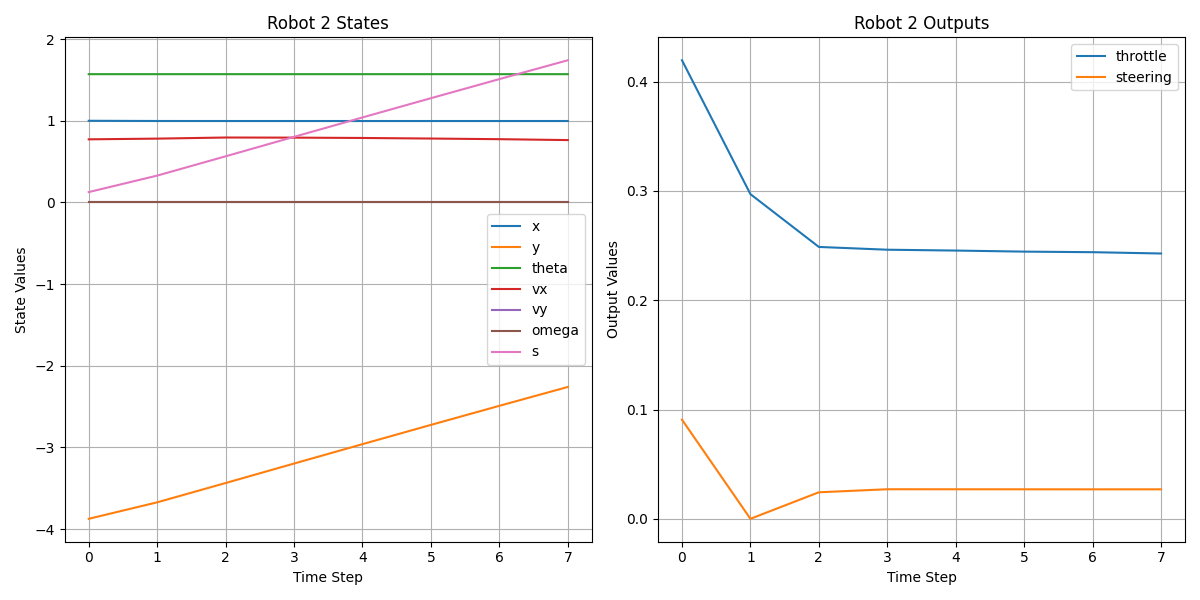 Robot 2 States
2
1
0
−1
−2
−3
−4
State Values
x
y
theta
vx
vy
omega
s
0 1 2 3 4 5 6 7
Time Step
Robot 2 Outputs
0.4
0.3
0.2
0.1
0.0
Output Values
throttle
steering
0 1 2 3 4 5 6 7
Time Step